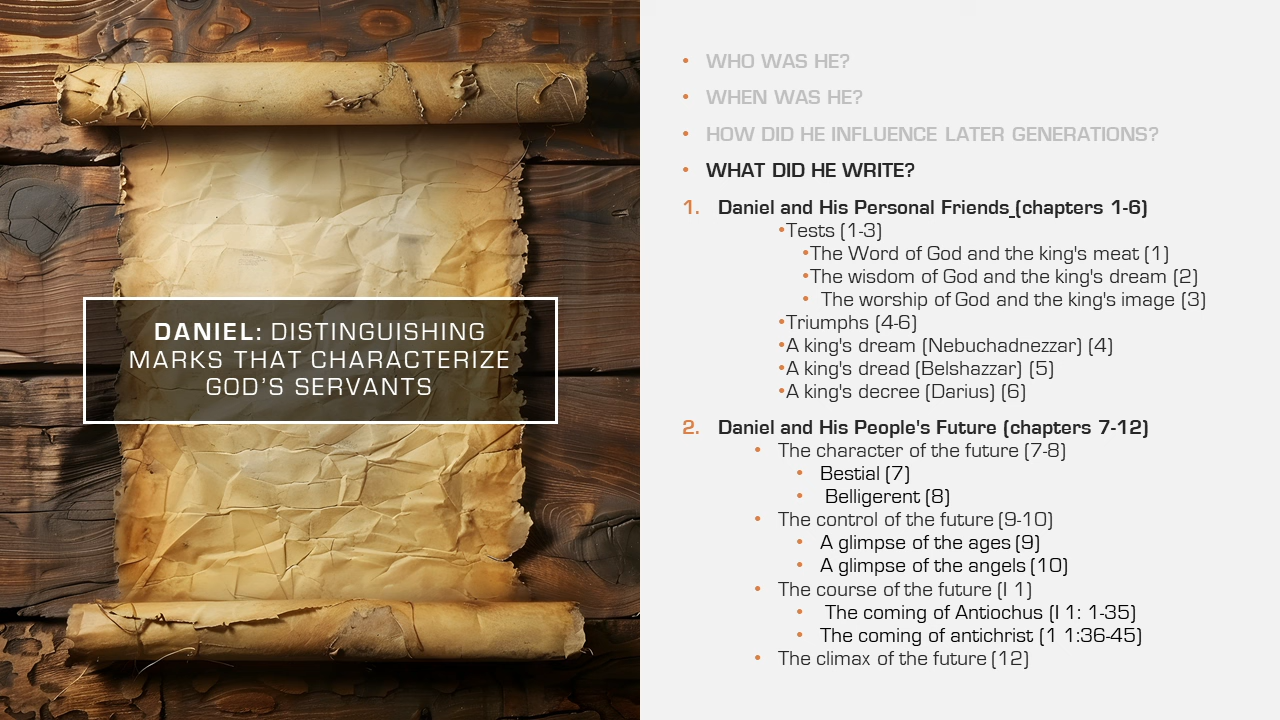 DANIEL: DISTINGUISHING
MARKS THAT CHARACTERIZE
GOD'S SERVANTS
• WHO WAS HE?
• WHEN WAS HE?
• HOW DID HE INFLUENCE LATER GENERATIONS?
• WHAT DID HE WRITE?
1. Daniel and His Personal Friends (chapters 1-6)
•Tests (1-3)
•The Word of God and the king's meat (1)
•The wisdom of God and the king's dream (2)
• The worship of God and the king's image (3)
•Triumphs (4-6)
•A king's dream (Nebuchadnezzar) (4)
•A king's dread (Belshazzar) (5)
•A king's decree (Darius) (6)
2. Daniel and His People's Future (chapters 7-12)
• The character of the future (7-8)
• Bestial (7)
• Belligerent (8)
• The control of the future (9-10)
• A glimpse of the ages (9)
• A glimpse of the angels (10)
• The course of the future (I 1)
• The coming of Antiochus (I 1: 1-35)
• The coming of antichrist (1 1:36-45)
• The climax of the future (12)